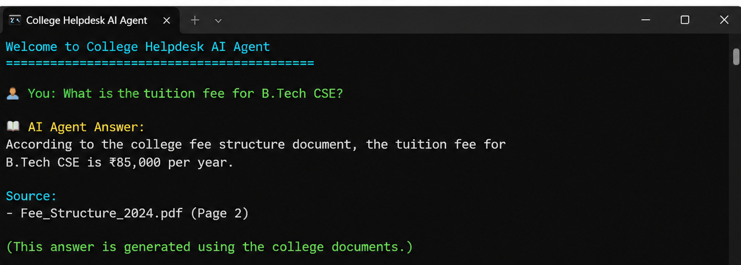 College Helpdesk AI Agent
Welcome to College Helpdesk AI Agent
==========================================
You: What is the tuition fee for B.Tech CSE?
AI Agent Answer:
According to the college fee structure document, the tuition fee for
B.Tech CSE is ₹85,000 per year.
Source:
- Fee_Structure_2024.pdf (Page 2)
(This answer is generated using the college documents.)